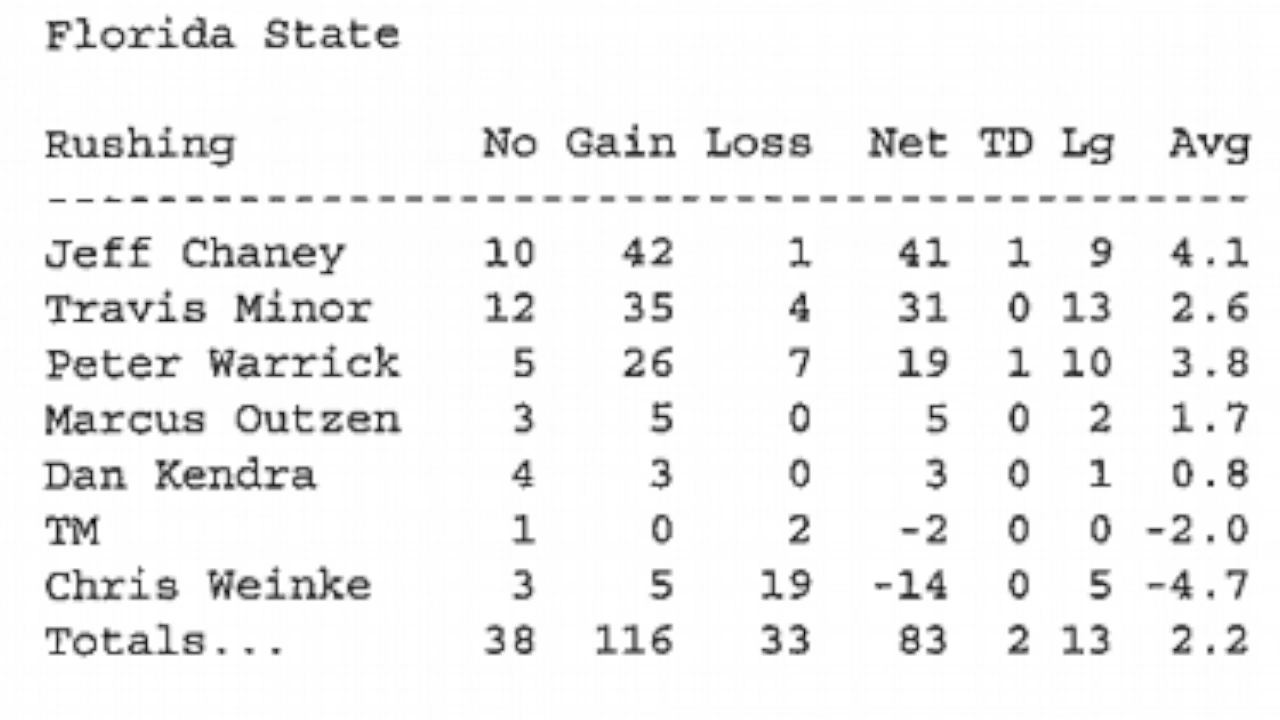 Florida State
Rushing No Gain Loss Net TD Lg Avg
--------------------------------------------
Jeff Chaney 10 42 1 41 1 9 4.1
Travis Minor 12 35 4 31 0 13 2.6
Peter Warrick 5 26 7 19 1 10 3.8
Marcus Outzen 3 5 0 5 0 2 1.7
Dan Kendra 4 3 0 3 0 1 0.8
TM 1 0 2 -2 0 0 -2.0
Chris Weinke 3 5 19 -14 0 5 -4.7
Totals... 38 116 33 83 2 13 2.2